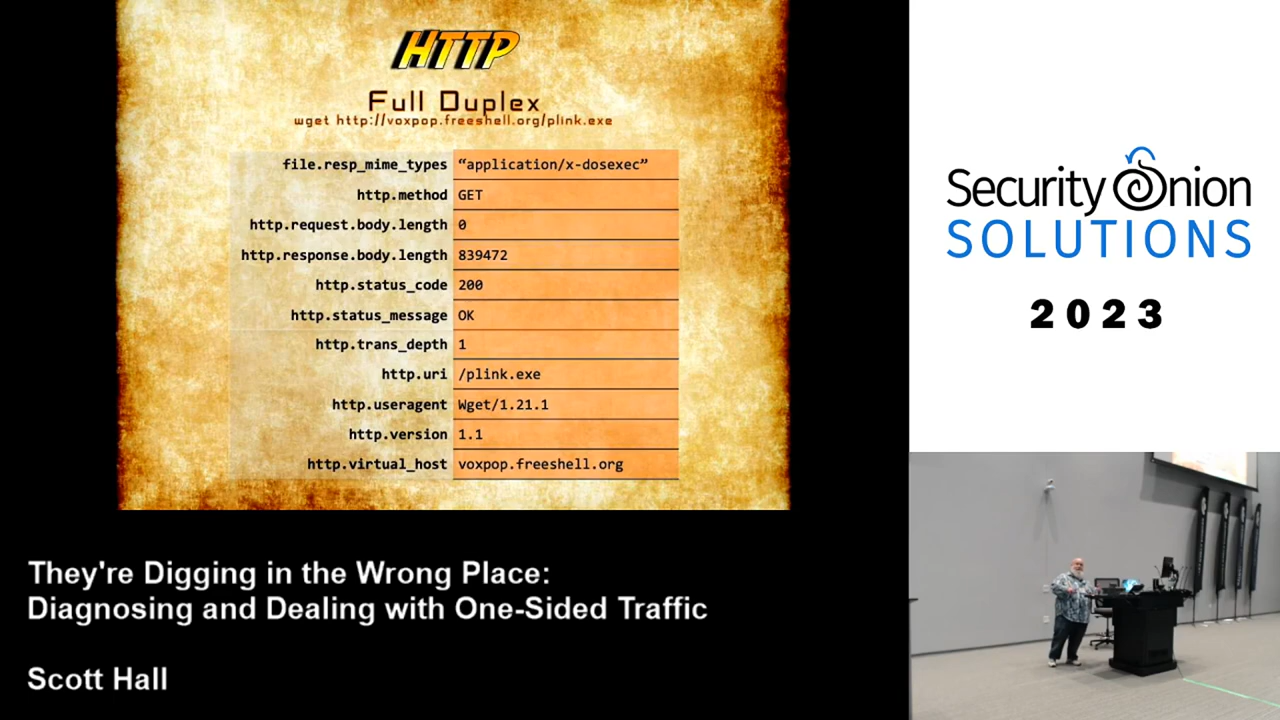 HTTP
Full Duplex
wget http://voxpop.freeshell.org/plink.exe
file.resp_mime_types “application/x-dosexec”
http.method GET
http.request.body.length 0
http.response.body.length 839472
http.status_code 200
http.status_message OK
http.trans_depth 1
http.uri /plink.exe
http.useragent Wget/1.21.1
http.version 1.1
http.virtual_host voxpop.freeshell.org
They're Digging in the Wrong Place:
Diagnosing and Dealing with One-Sided Traffic
Scott Hall
Security Onion
SOLUTIONS
2023